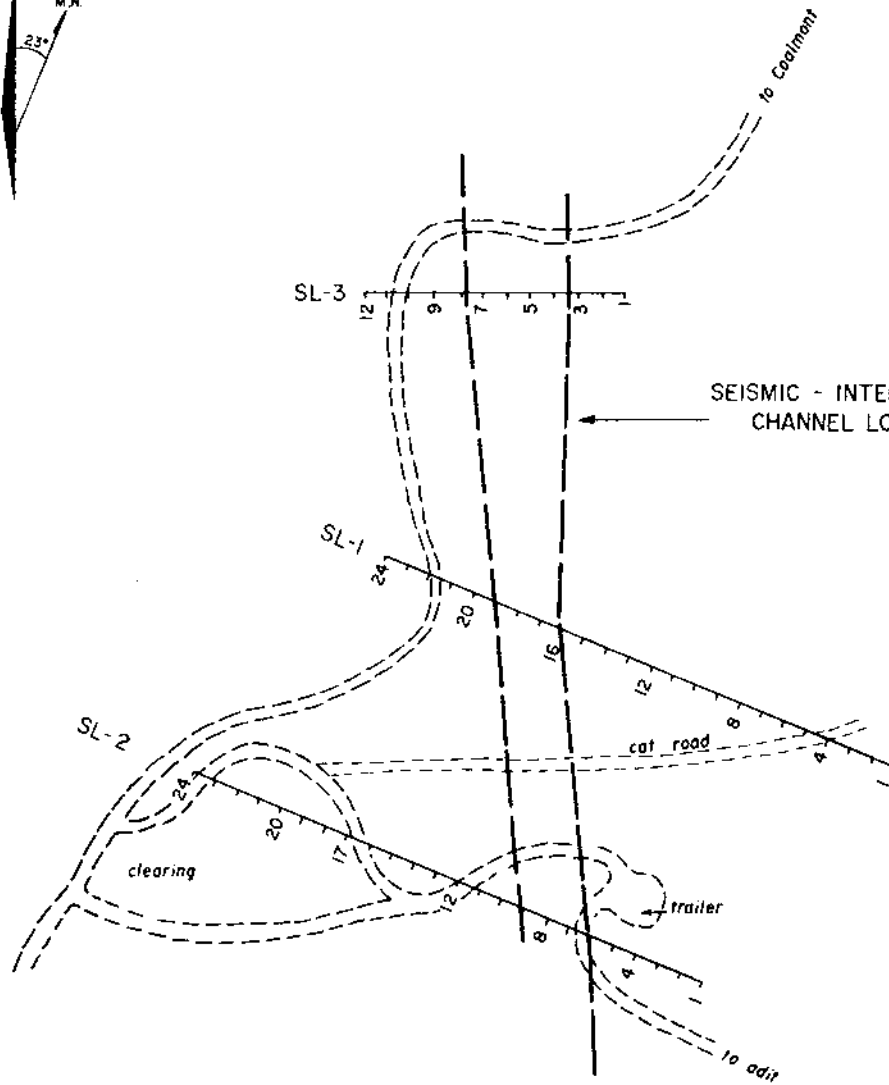 M.N.
23°
to Coalmont
SL-3
12
9
7
5
3
1
SEISMIC - INTE
CHANNEL LO
SL-1
24
20
16
12
8
4
1
cat road
SL-2
24
20
17
12
8
4
1
clearing
trailer
to adit